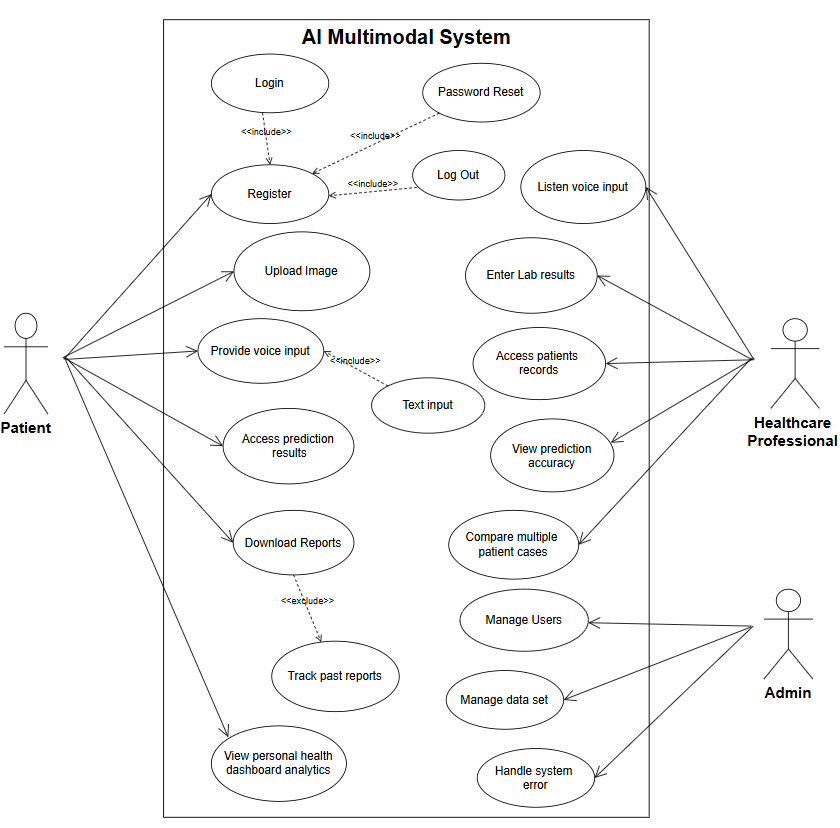 AI Multimodal System
Login
Password Reset
<<include>>
<<include>>
Log Out
<<include>>
Register
Listen voice input
Upload Image
Enter Lab results
Provide voice input
<<include>>
Access patients
records
Text input
Patient
Healthcare
Professional
Access prediction
results
View prediction
accuracy
Download Reports
Compare multiple
patient cases
<<exclude>>
Manage Users
Track past reports
Manage data set
Admin
View personal health
dashboard analytics
Handle system
error